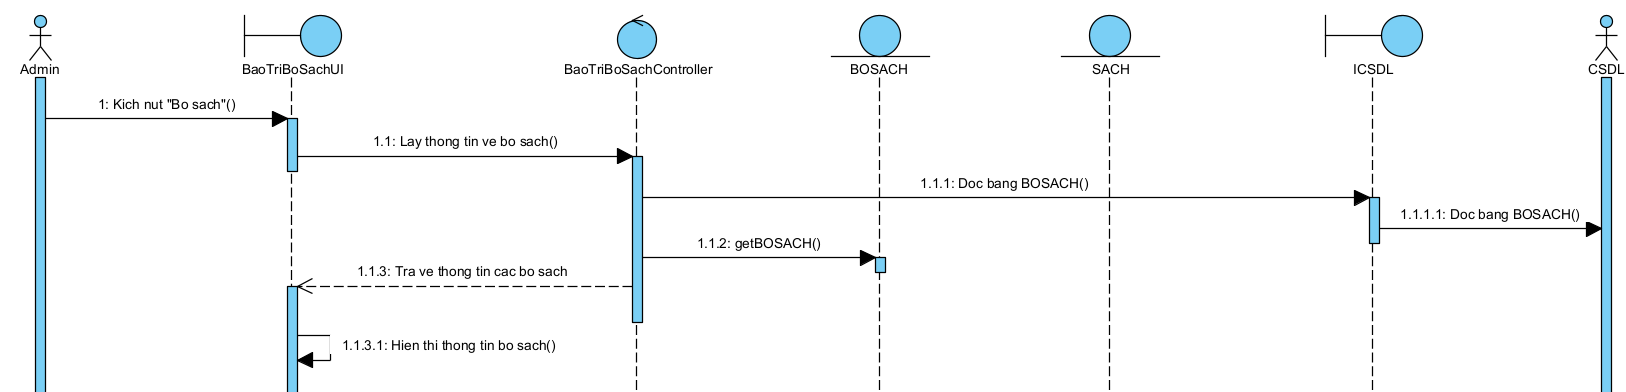 Admin
BaoTriBoSachUI
BaoTriBoSachController
BOSACH
SACH
ICSDL
CSDL
1: Kich nut "Bo sach"()
1.1: Lay thong tin ve bo sach()
1.1.1: Doc bang BOSACH()
1.1.1.1: Doc bang BOSACH()
1.1.2: getBOSACH()
1.1.3: Tra ve thong tin cac bo sach
1.1.3.1: Hien thi thong tin bo sach()